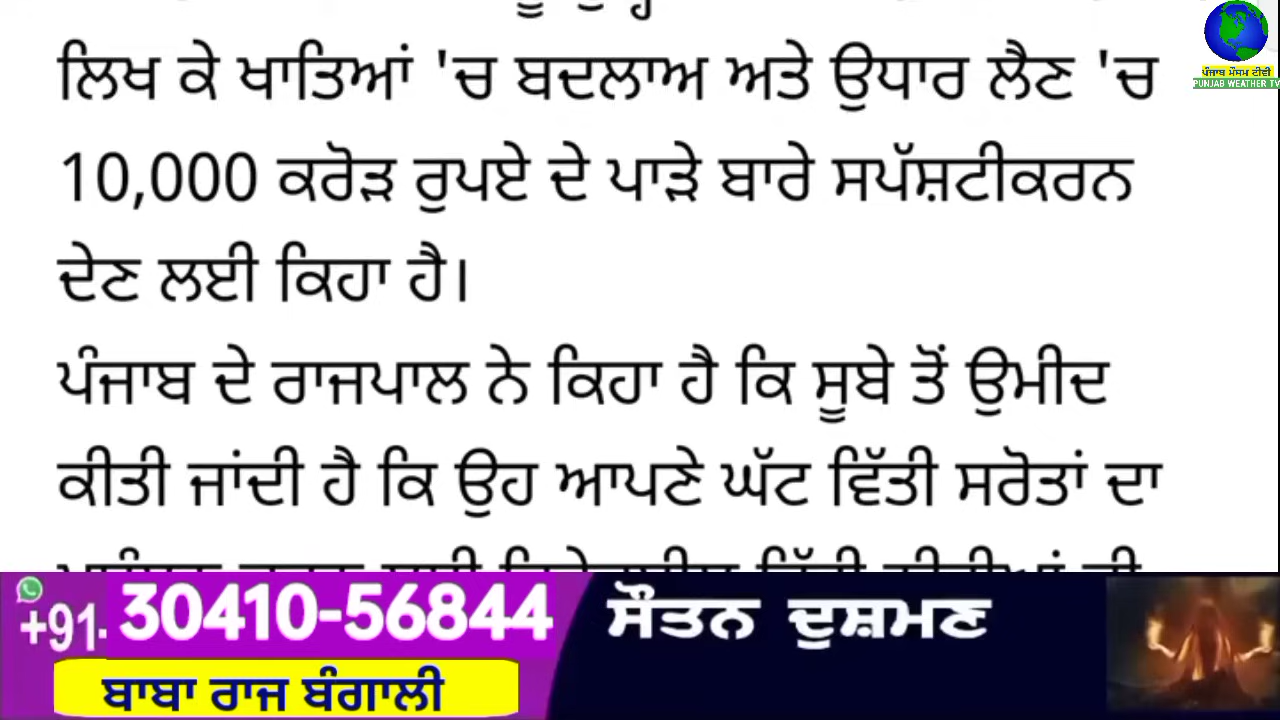 ਲਿਖ ਕੇ ਖਾਤਿਆਂ 'ਚ ਬਦਲਾਅ ਅਤੇ ਉਧਾਰ ਲੈਣ 'ਚ
10,000 ਕਰੋੜ ਰੁਪਏ ਦੇ ਪਾੜੇ ਬਾਰੇ ਸਪੱਸ਼ਟੀਕਰਨ
ਦੇਣ ਲਈ ਕਿਹਾ ਹੈ।
ਪੰਜਾਬ ਦੇ ਰਾਜਪਾਲ ਨੇ ਕਿਹਾ ਹੈ ਕਿ ਸੂਬੇ ਤੋਂ ਉਮੀਦ
ਕੀਤੀ ਜਾਂਦੀ ਹੈ ਕਿ ਉਹ ਆਪਣੇ ਘੱਟ ਵਿੱਤੀ ਸਰੋਤਾਂ ਦਾ
ਪੰਜਾਬ ਮੌਸਮ ਟੀਵੀ
PUNJAB WEATHER TV
+91- 30410-56844
ਬਾਬਾ ਰਾਜ ਬੰਗਾਲੀ
ਸੌਤਨ ਦੁਸ਼ਮਣ